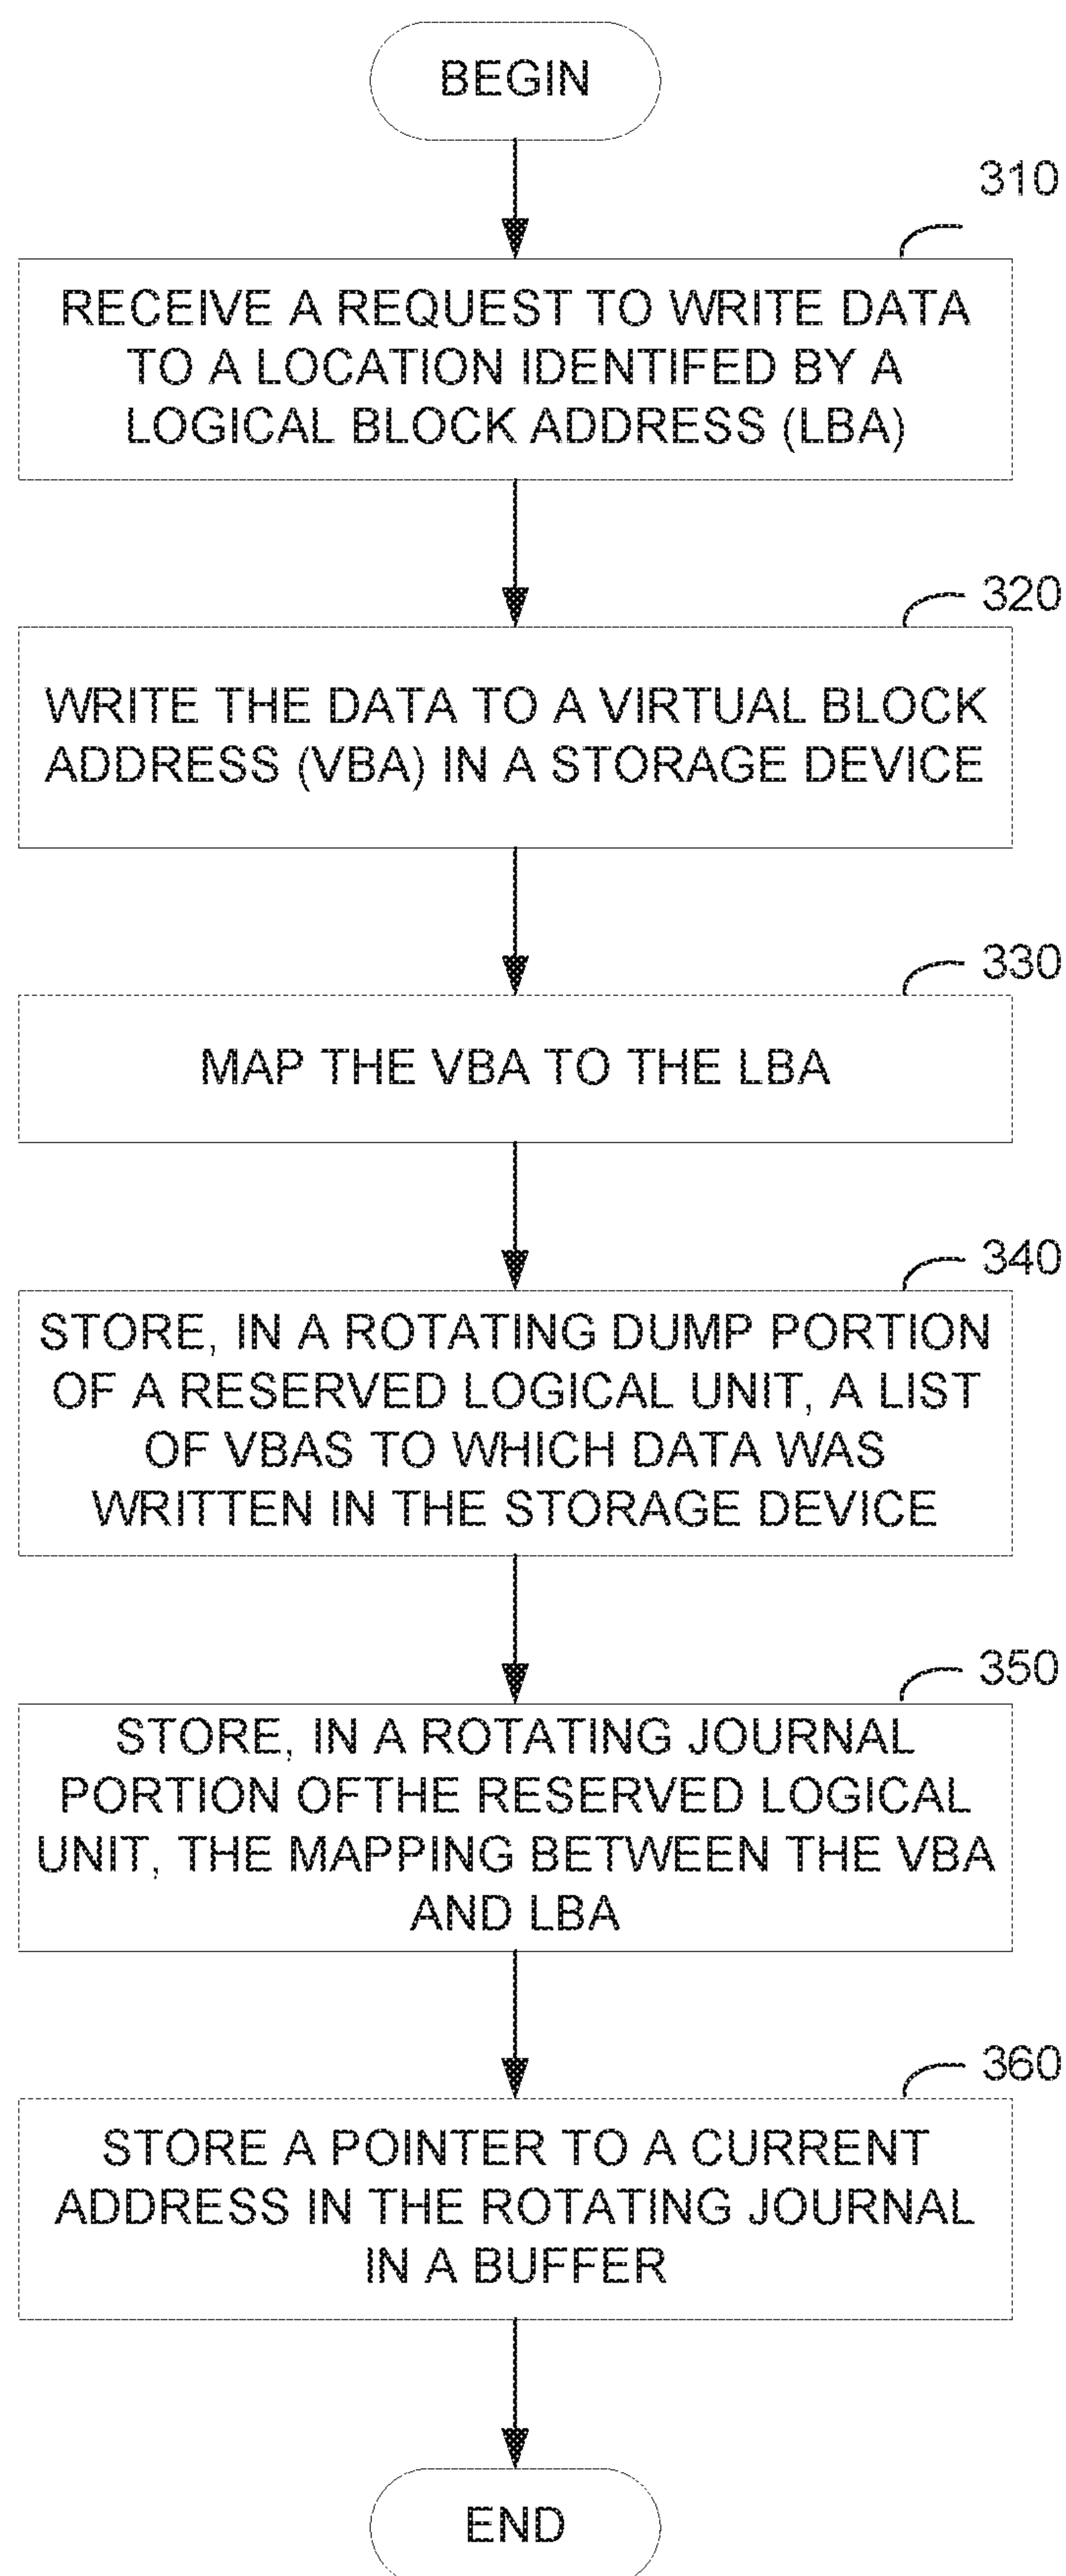 BEGIN
310
RECEIVE A REQUEST TO WRITE DATA
TO A LOCATION IDENTIFED BY A
LOGICAL BLOCK ADDRESS (LBA)
320
WRITE THE DATA TO A VIRTUAL BLOCK
ADDRESS (VBA) IN A STORAGE DEVICE
330
MAP THE VBA TO THE LBA
340
STORE, IN A ROTATING DUMP PORTION
OF A RESERVED LOGICAL UNIT, A LIST
OF VBAS TO WHICH DATA WAS
WRITTEN IN THE STORAGE DEVICE
350
STORE, IN A ROTATING JOURNAL
PORTION OFTHE RESERVED LOGICAL
UNIT, THE MAPPING BETWEEN THE VBA
AND LBA
360
STORE A POINTER TO A CURRENT
ADDRESS IN THE ROTATING JOURNAL
IN A BUFFER
END